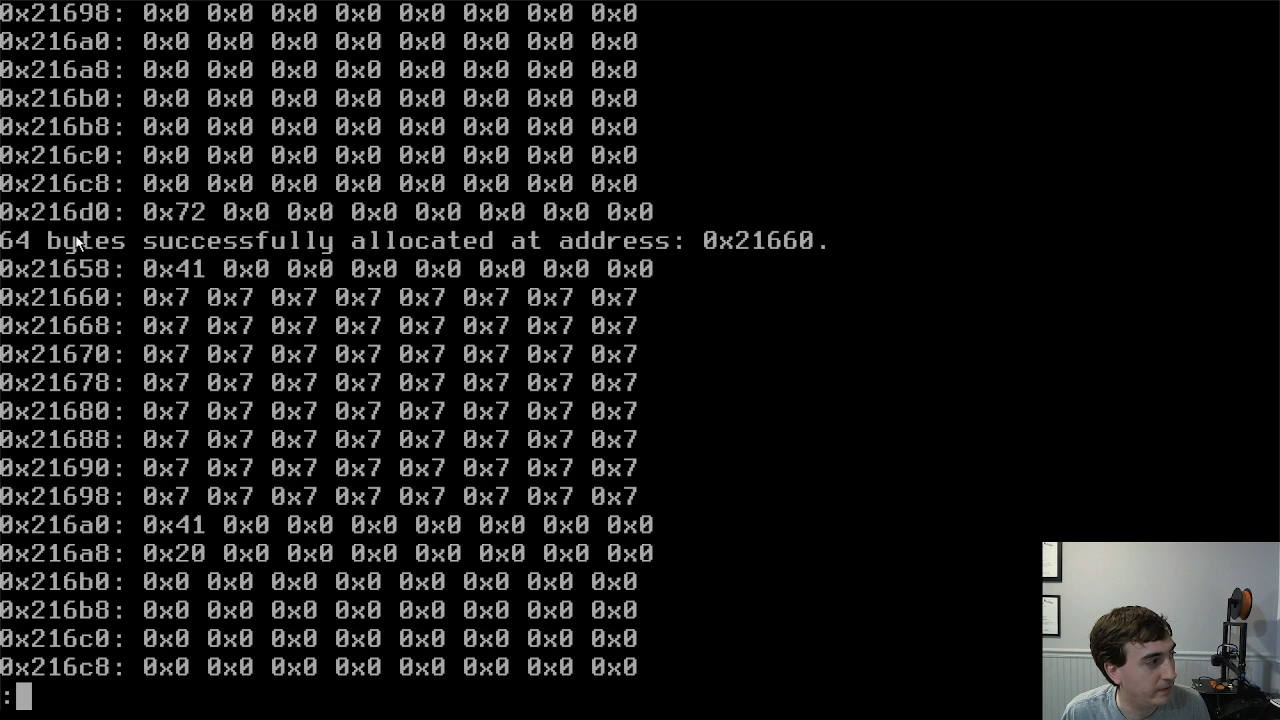 0x21698: 0x0 0x0 0x0 0x0 0x0 0x0 0x0 0x0
0x216a0: 0x0 0x0 0x0 0x0 0x0 0x0 0x0 0x0
0x216a8: 0x0 0x0 0x0 0x0 0x0 0x0 0x0 0x0
0x216b0: 0x0 0x0 0x0 0x0 0x0 0x0 0x0 0x0
0x216b8: 0x0 0x0 0x0 0x0 0x0 0x0 0x0 0x0
0x216c0: 0x0 0x0 0x0 0x0 0x0 0x0 0x0 0x0
0x216c8: 0x0 0x0 0x0 0x0 0x0 0x0 0x0 0x0
0x216d0: 0x72 0x0 0x0 0x0 0x0 0x0 0x0 0x0
64 bytes successfully allocated at address: 0x21660.
0x21658: 0x41 0x0 0x0 0x0 0x0 0x0 0x0 0x0
0x21660: 0x7 0x7 0x7 0x7 0x7 0x7 0x7 0x7
0x21668: 0x7 0x7 0x7 0x7 0x7 0x7 0x7 0x7
0x21670: 0x7 0x7 0x7 0x7 0x7 0x7 0x7 0x7
0x21678: 0x7 0x7 0x7 0x7 0x7 0x7 0x7 0x7
0x21680: 0x7 0x7 0x7 0x7 0x7 0x7 0x7 0x7
0x21688: 0x7 0x7 0x7 0x7 0x7 0x7 0x7 0x7
0x21690: 0x7 0x7 0x7 0x7 0x7 0x7 0x7 0x7
0x21698: 0x7 0x7 0x7 0x7 0x7 0x7 0x7 0x7
0x216a0: 0x41 0x0 0x0 0x0 0x0 0x0 0x0 0x0
0x216a8: 0x20 0x0 0x0 0x0 0x0 0x0 0x0 0x0
0x216b0: 0x0 0x0 0x0 0x0 0x0 0x0 0x0 0x0
0x216b8: 0x0 0x0 0x0 0x0 0x0 0x0 0x0 0x0
0x216c0: 0x0 0x0 0x0 0x0 0x0 0x0 0x0 0x0
0x216c8: 0x0 0x0 0x0 0x0 0x0 0x0 0x0 0x0
: